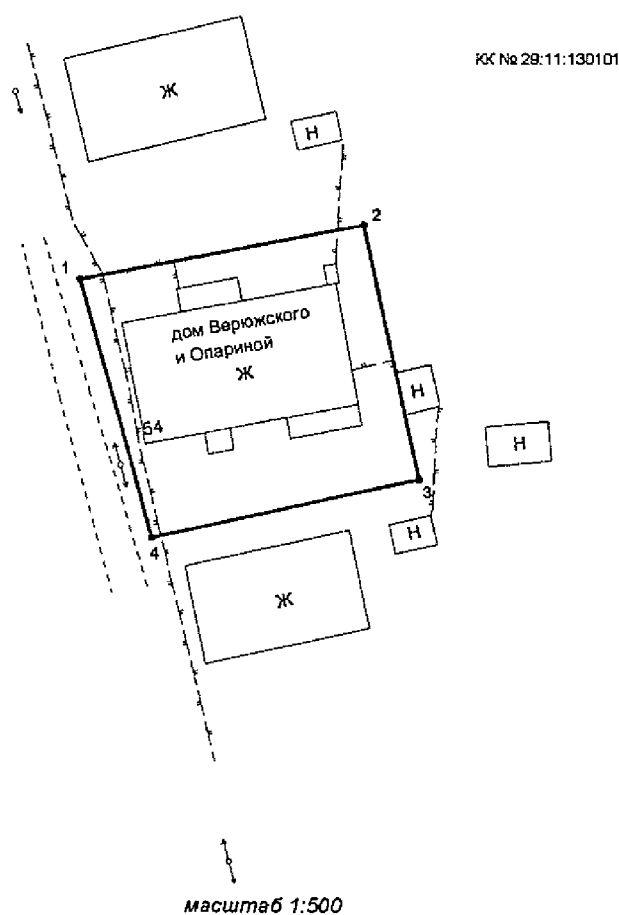 КК № 29:11:130101
Ж
Н
2
1
дом Верюжского
и Опариной
Ж
Н
54
Н
3
Н
4
Ж
масштаб 1:500